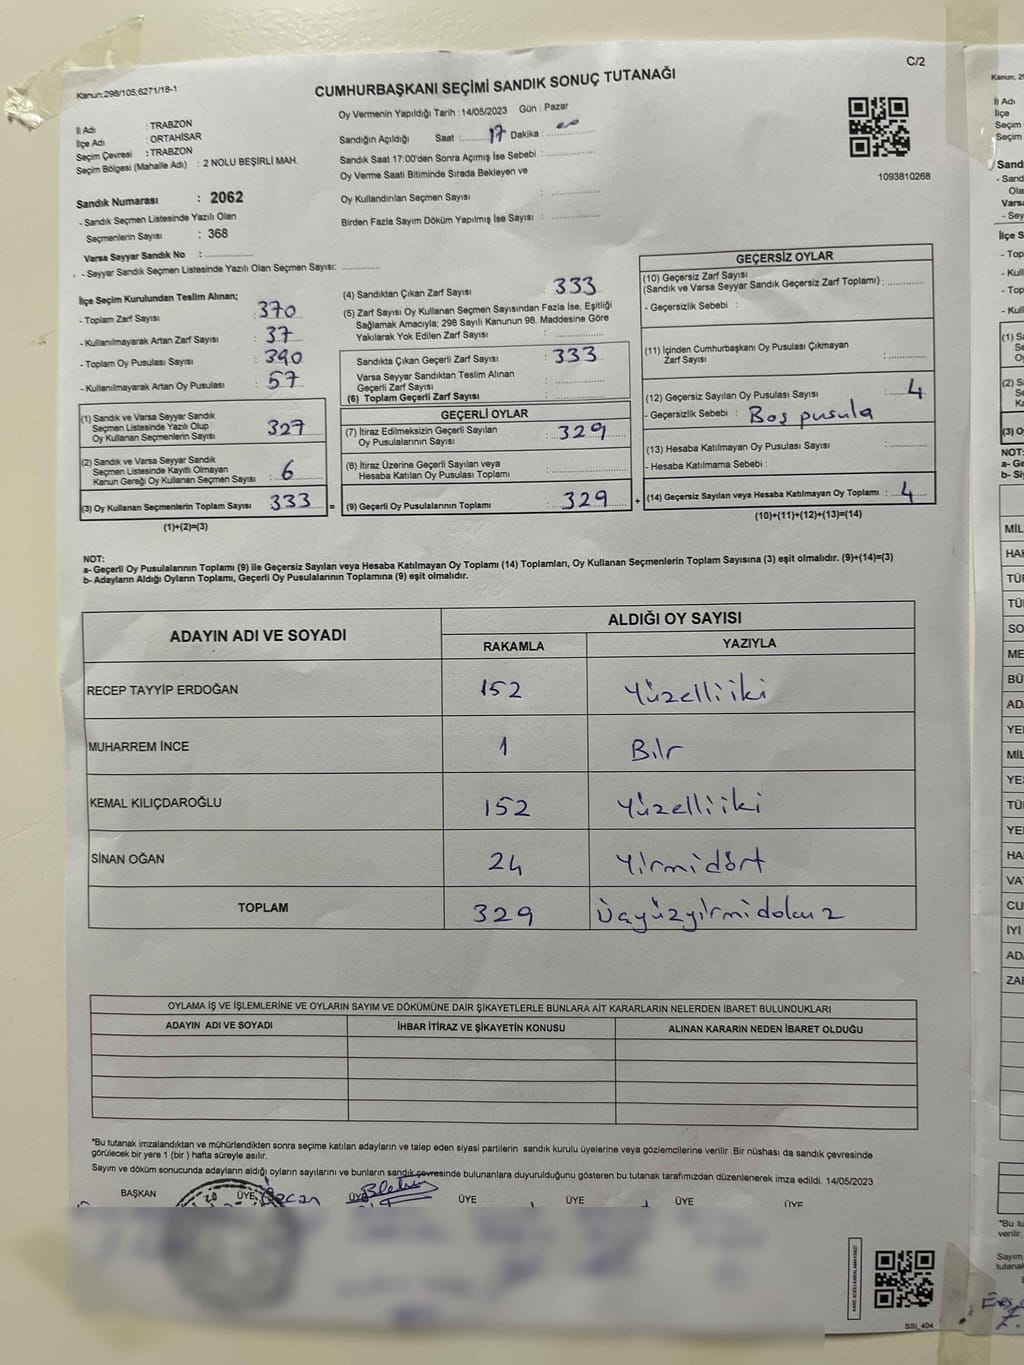 Kanun:298/105;6271/18-1
C/2
CUMHURBAŞKANI SEÇİMİ SANDIK SONUÇ TUTANAĞI
İl Adı : TRABZON
İlçe Adı : ORTAHİSAR
Seçim Çevresi : TRABZON
Seçim Bölgesi (Mahalle Adı) : 2 NOLU BEŞİRLİ MAH.
Sandık Numarası : 2062
- Sandık Seçmen Listesinde Yazılı Olan
Seçmenlerin Sayısı : 368
Varsa Seyyar Sandık No : ................
- Seyyar Sandık Seçmen Listesinde Yazılı Olan Seçmen Sayısı: ................
Oy Vermenin Yapıldığı Tarih : 14/05/2023 Gün : Pazar
Sandığın Açıldığı Saat : 17 Dakika : 00
Sandık Saat 17:00'den Sonra Açımış İse Sebebi : ................
Oy Verme Saati Bitiminde Sırada Bekleyen ve
Oy Kullandırılan Seçmen Sayısı : ................
Birden Fazla Sayım Döküm Yapılmış İse Sayısı : ................
1093810268
İlçe Seçim Kurulundan Teslim Alınan;
- Toplam Zarf Sayısı : 370
- Kullanılmayarak Artan Zarf Sayısı : 37
- Toplam Oy Pusulası Sayısı : 390
- Kullanılmayarak Artan Oy Pusulası : 57
(1) Sandık ve Varsa Seyyar Sandık
Seçmen Listesinde Yazılı Olup
Oy Kullanan Seçmenlerin Sayısı : 327
(2) Sandık ve Varsa Seyyar Sandık
Seçmen Listesinde Kayıtlı Olmayan
Kanun Gereği Oy Kullanan Seçmen Sayısı : 6
(3) Oy Kullanan Seçmenlerin Toplam Sayısı 333 =
(1)+(2)=(3)
(4) Sandıktan Çıkan Zarf Sayısı : 333
(5) Zarf Sayısı Oy Kullanan Seçmen Sayısından Fazla İse, Eşitliği
Sağlamak Amacıyla; 298 Sayılı Kanunun 98. Maddesine Göre
Yakılarak Yok Edilen Zarf Sayısı : ................
Sandıkta Çıkan Geçerli Zarf Sayısı : 333
Varsa Seyyar Sandıktan Teslim Alınan
Geçerli Zarf Sayısı : ................
(6) Toplam Geçerli Zarf Sayısı : ................
GEÇERLİ OYLAR
(7) İtiraz Edilmeksizin Geçerli Sayılan
Oy Pusulalarının Sayısı : 329
(8) İtiraz Üzerine Geçerli Sayılan veya
Hesaba Katılan Oy Pusulası Toplamı : ................
(9) Geçerli Oy Pusulalarının Toplamı : 329 +
GEÇERSİZ OYLAR
(10) Geçersiz Zarf Sayısı
(Sandık ve Varsa Seyyar Sandık Geçersiz Zarf Toplamı) : ................
- Geçersizlik Sebebi :
(11) İçinden Cumhurbaşkanı Oy Pusulası Çıkmayan
Zarf Sayısı : ................
(12) Geçersiz Sayılan Oy Pusulası Sayısı : 4
- Geçersizlik Sebebi : Boş pusula
(13) Hesaba Katılmayan Oy Pusulası Sayısı : ................
- Hesaba Katılmama Sebebi :
(14) Geçersiz Sayılan veya Hesaba Katılmayan Oy Toplamı : 4
(10)+(11)+(12)+(13)=(14)
NOT:
a- Geçerli Oy Pusulalarının Toplamı (9) ile Geçersiz Sayılan veya Hesaba Katılmayan Oy Toplamı (14) Toplamları, Oy Kullanan Seçmenlerin Toplam Sayısına (3) eşit olmalıdır. (9)+(14)=(3)
b- Adayların Aldığı Oyların Toplamı, Geçerli Oy Pusulalarının Toplamına (9) eşit olmalıdır.
ADAYIN ADI VE SOYADI
ALDIĞI OY SAYISI
RAKAMLA YAZIYLA
RECEP TAYYİP ERDOĞAN 152 Yüzelliiki
MUHARREM İNCE 1 Bir
KEMAL KILIÇDAROĞLU 152 Yüzelliiki
SİNAN OĞAN 24 Yirmidört
TOPLAM 329 Üçyüzyirmidokuz
OYLAMA İŞ VE İŞLEMLERİNE VE OYLARIN SAYIM VE DÖKÜMÜNE DAİR ŞİKAYETLERLE BUNLARA AİT KARARLARIN NELERDEN İBARET BULUNDUKLARI
ADAYIN ADI VE SOYADI İHBAR İTİRAZ VE ŞİKAYETİN KONUSU ALINAN KARARIN NEDEN İBARET OLDUĞU
"Bu tutanak imzalandıktan ve mühürlendikten sonra seçime katılan adayların ve talep eden siyasi partilerin sandık kurulu üyelerine veya gözlemcilerine verilir .Bir nüshası da sandık çevresinde
görülecek bir yere 1 (bir ) hafta süreyle asılır.
Sayım ve döküm sonucunda adayların aldığı oyların sayılarını ve bunların sandık çevresinde bulunanlara duyurulduğunu gösteren bu tutanak tarafımızdan düzenlenerek imza edildi. 14/05/2023
BAŞKAN ÜYE ÜYE ÜYE ÜYE ÜYE ÜYE
SSI_404